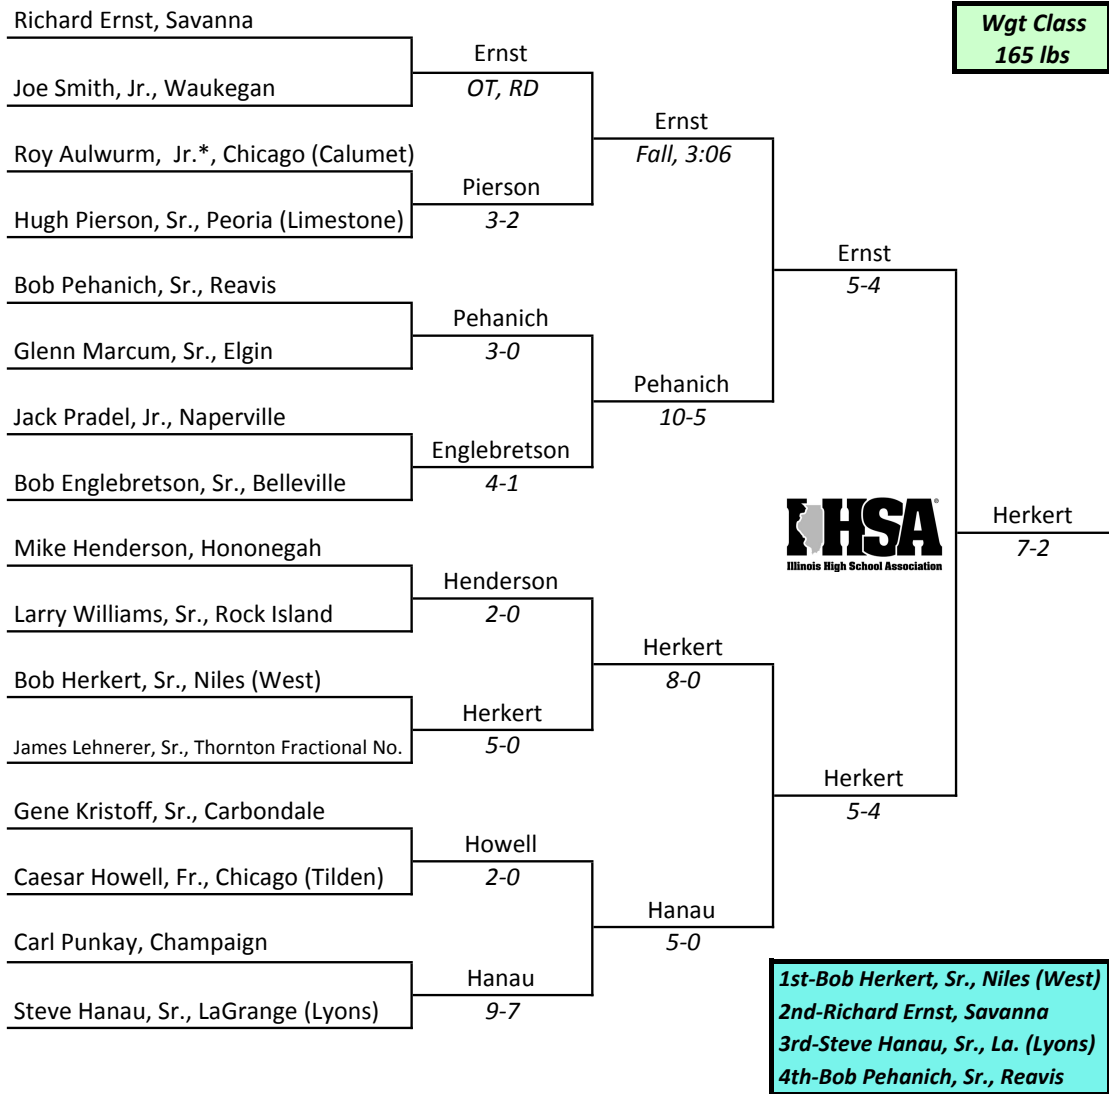 Richard Ernst, Savanna
Wgt Class
165 lbs
Ernst
Joe Smith, Jr., Waukegan
OT, RD
Ernst
Roy Aulwurm,  Jr.*, Chicago (Calumet)
Fall, 3:06
Pierson
Hugh Pierson, Sr., Peoria (Limestone)
3-2
Ernst
Bob Pehanich, Sr., Reavis
5-4
Pehanich
Glenn Marcum, Sr., Elgin
3-0
Pehanich
Jack Pradel, Jr., Naperville
10-5
Englebretson
Bob Englebretson, Sr., Belleville
4-1
IHSA®
Illinois High School Association
Herkert
7-2
Mike Henderson, Hononegah
Henderson
Larry Williams, Sr., Rock Island
2-0
Herkert
Bob Herkert, Sr., Niles (West)
8-0
Herkert
James Lehnerer, Sr., Thornton Fractional No.
5-0
Herkert
Gene Kristoff, Sr., Carbondale
5-4
Howell
Caesar Howell, Fr., Chicago (Tilden)
2-0
Hanau
Carl Punkay, Champaign
5-0
Hanau
Steve Hanau, Sr., LaGrange (Lyons)
9-7
1st-Bob Herkert, Sr., Niles (West)
2nd-Richard Ernst, Savanna
3rd-Steve Hanau, Sr., La. (Lyons)
4th-Bob Pehanich, Sr., Reavis